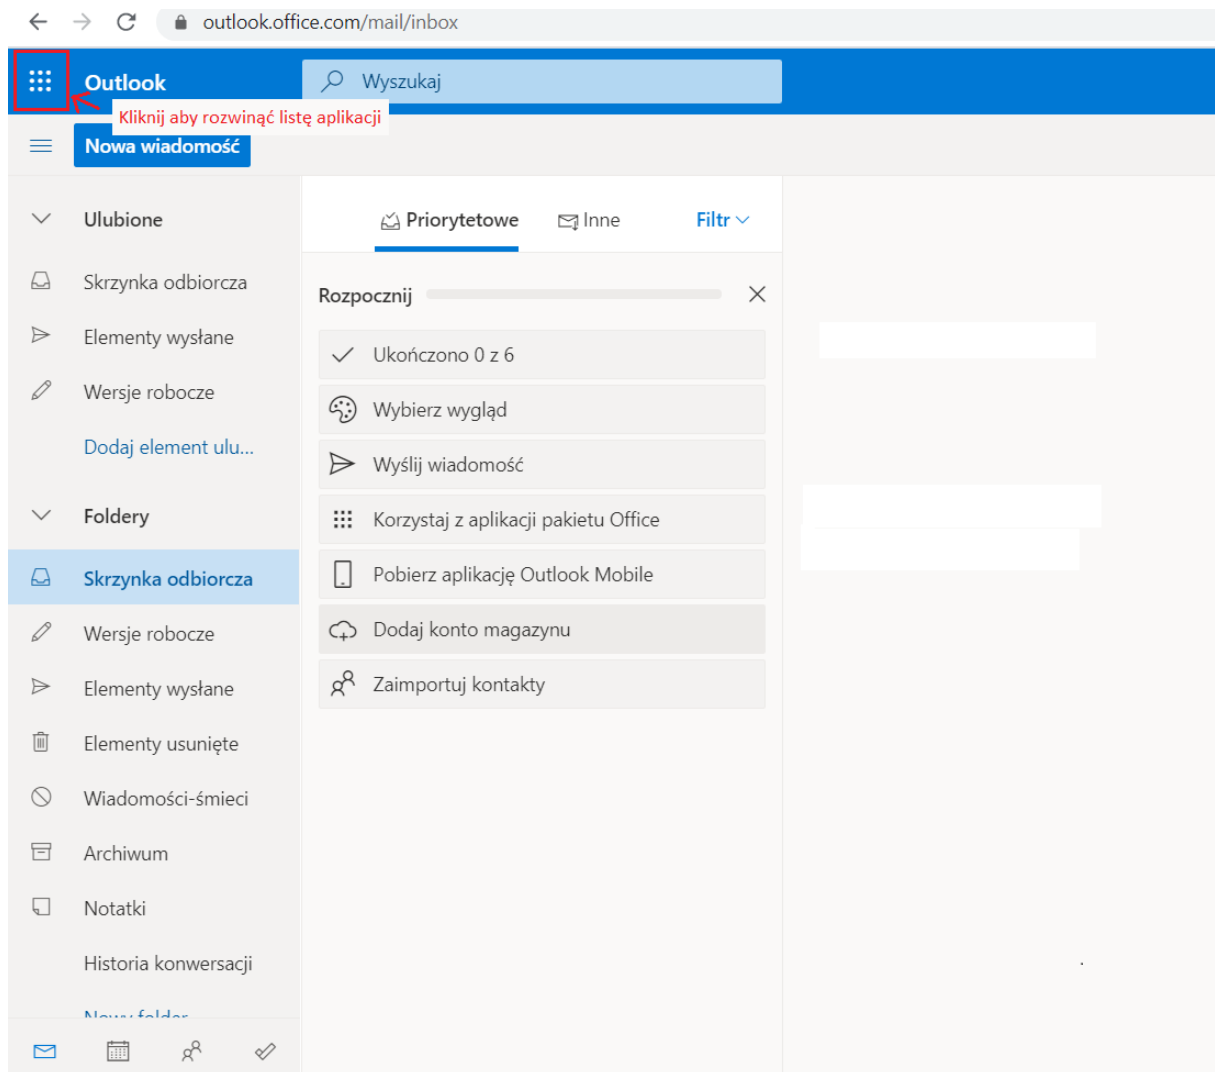 outlook.office.com/mail/inbox
Outlook
Wyszukaj
Kliknij aby rozwinąć listę aplikacji
Nowa wiadomość
Ulubione
Skrzynka odbiorcza
Elementy wysłane
Wersje robocze
Dodaj element ulu...
Foldery
Skrzynka odbiorcza
Wersje robocze
Elementy wysłane
Elementy usunięte
Wiadomości-śmieci
Archiwum
Notatki
Historia konwersacji
Nowy folder
Priorytetowe
Inne
Filtr
Rozpocznij
Ukończono 0 z 6
Wybierz wygląd
Wyślij wiadomość
Korzystaj z aplikacji pakietu Office
Pobierz aplikację Outlook Mobile
Dodaj konto magazynu
Zaimportuj kontakty